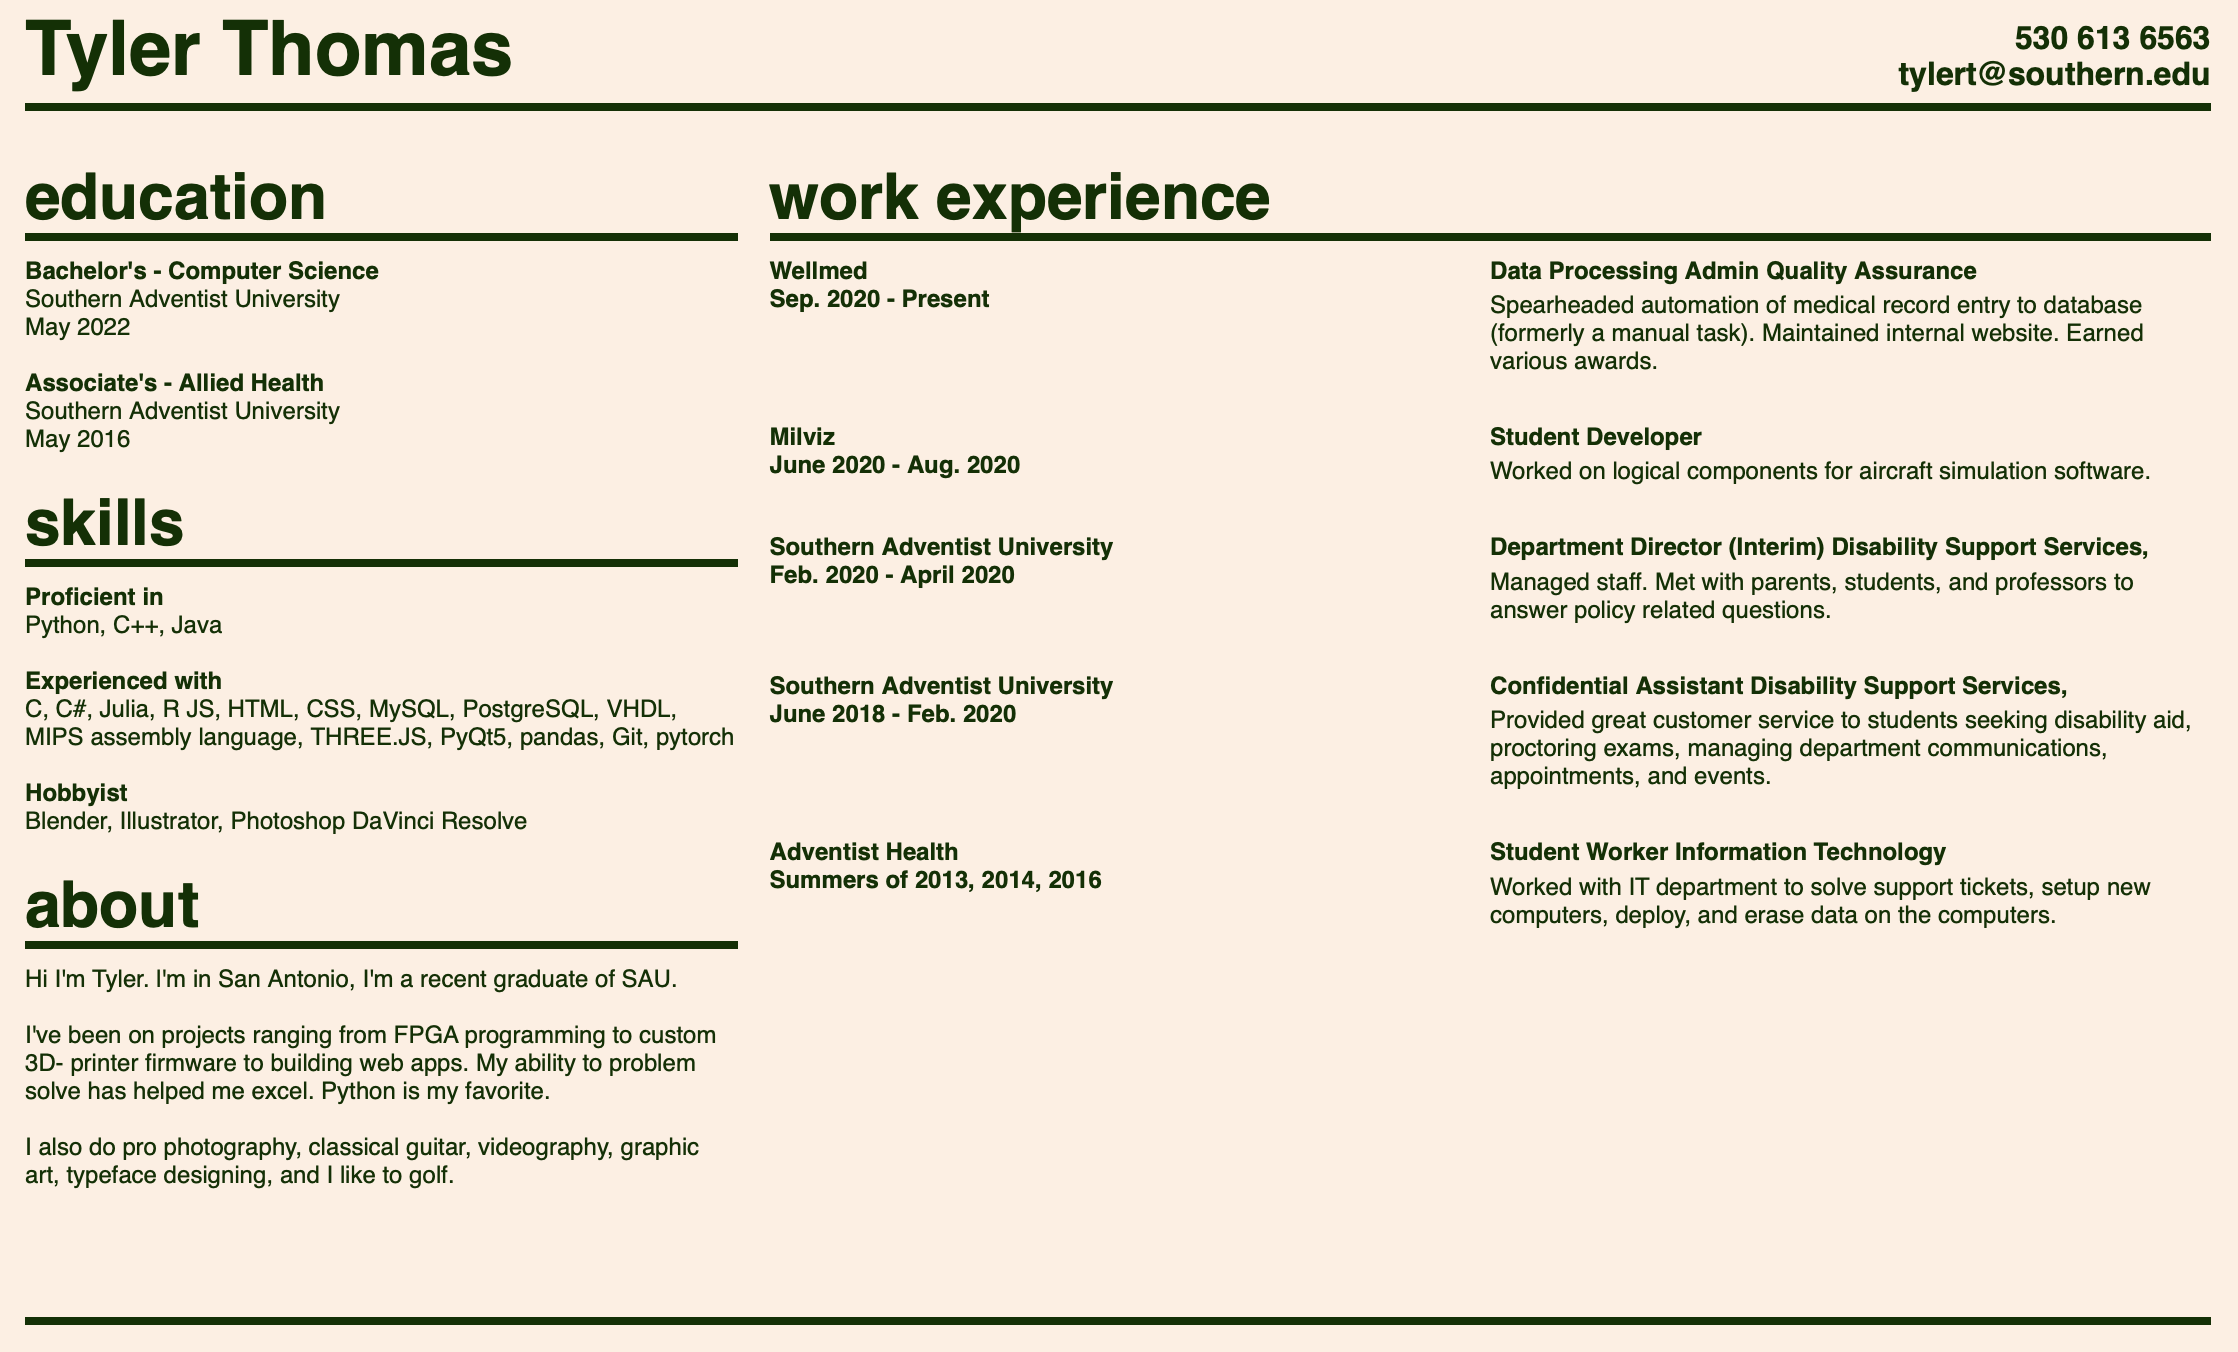 Tyler Thomas
530 613 6563
tylert@southern.edu
education
Bachelor's - Computer Science
Southern Adventist University
May 2022
Associate's - Allied Health
Southern Adventist University
May 2016
skills
Proficient in
Python, C++, Java
Experienced with
C, C#, Julia, R JS, HTML, CSS, MySQL, PostgreSQL, VHDL,
MIPS assembly language, THREE.JS, PyQt5, pandas, Git, pytorch
Hobbyist
Blender, Illustrator, Photoshop DaVinci Resolve
about
Hi I'm Tyler. I'm in San Antonio, I'm a recent graduate of SAU.
I've been on projects ranging from FPGA programming to custom
3D- printer firmware to building web apps. My ability to problem
solve has helped me excel. Python is my favorite.
I also do pro photography, classical guitar, videography, graphic
art, typeface designing, and I like to golf.
work experience
Wellmed
Sep. 2020 - Present
Data Processing Admin Quality Assurance
Spearheaded automation of medical record entry to database
(formerly a manual task). Maintained internal website. Earned
various awards.
Milviz
June 2020 - Aug. 2020
Student Developer
Worked on logical components for aircraft simulation software.
Southern Adventist University
Feb. 2020 - April 2020
Department Director (Interim) Disability Support Services,
Managed staff. Met with parents, students, and professors to
answer policy related questions.
Southern Adventist University
June 2018 - Feb. 2020
Confidential Assistant Disability Support Services,
Provided great customer service to students seeking disability aid,
proctoring exams, managing department communications,
appointments, and events.
Adventist Health
Summers of 2013, 2014, 2016
Student Worker Information Technology
Worked with IT department to solve support tickets, setup new
computers, deploy, and erase data on the computers.